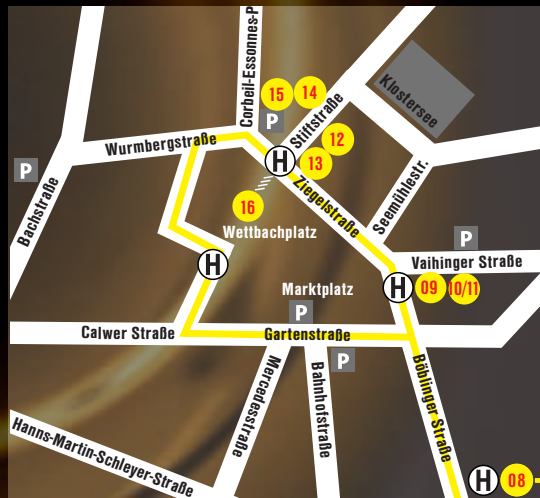 Corbeil-Essonnes-P
15
14
P
Stiftstraße
Klostersee
Wurmbergstraße
12
H
13
P
Bachstraße
Ziegelstraße
Seemühlestr.
16
Wettbachplatz
P
H
Vaihinger Straße
Marktplatz
H
09
10/11
P
Calwer Straße
Gartenstraße
P
Mercedesstraße
Bahnhofstraße
Böblinger Straße
Hanns-Martin-Schleyer-Straße
H
08